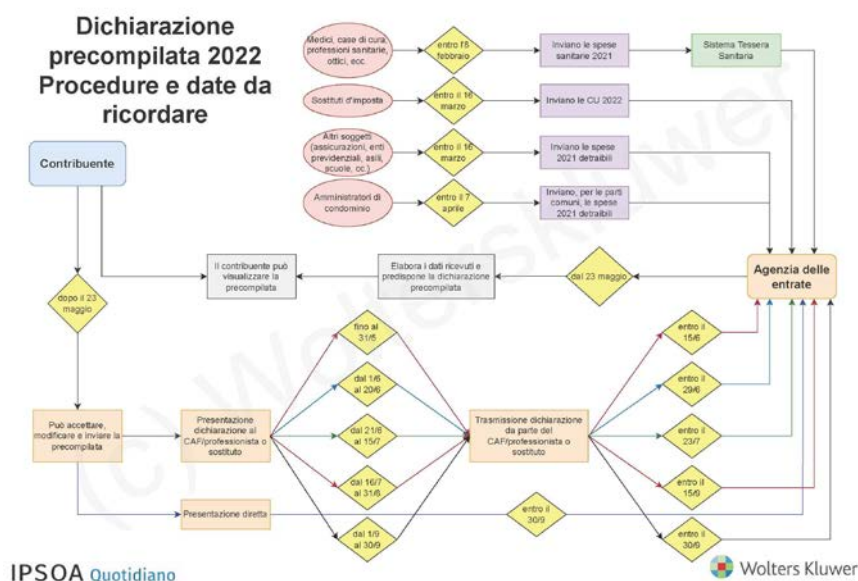 Dichiarazione
precompilata 2022
Procedure e date da
ricordare
Medici, case di cura,
professioni sanitarie,
ottici, ecc.
entro l'8
febbraio
Inviano le spese
sanitarie 2021
Sistema Tessera
Sanitaria
Sostituti d'imposta
entro il 16
marzo
Inviano le CU 2022
Altri soggetti
(assicurazioni, enti
previdenziali, asili,
scuole, cc.)
entro il 16
marzo
Inviano le spese
2021 detraibili
Amministratori di
condominio
entro il 7
aprile
Inviano, per le parti
comuni, le spese
2021 detraibili
Contribuente
Il contribuente può
visualizzare la
precompilata
Elabora i dati ricevuti e
predispone la dichiarazione
precompilata
dal 23 maggio
Agenzia delle
entrate
dopo il 23
maggio
Può accettare,
modificare e inviare la
precompilata
Presentazione
dichiarazione al
CAF/professionista o
sostituto
fino al
31/5
dal 1/6
al 20/6
dal 21/6
al 15/7
dal 16/7
al 31/8
dal 1/9
al 30/9
Trasmissione dichiarazione
da parte del
CAF/professionista o
sostituto
entro il
15/6
entro il
29/6
entro il
23/7
entro il
15/9
entro il
30/9
Presentazione diretta
entro il
30/9
(c) Wolterskluwer
IPSOA Quotidiano
Wolters Kluwer